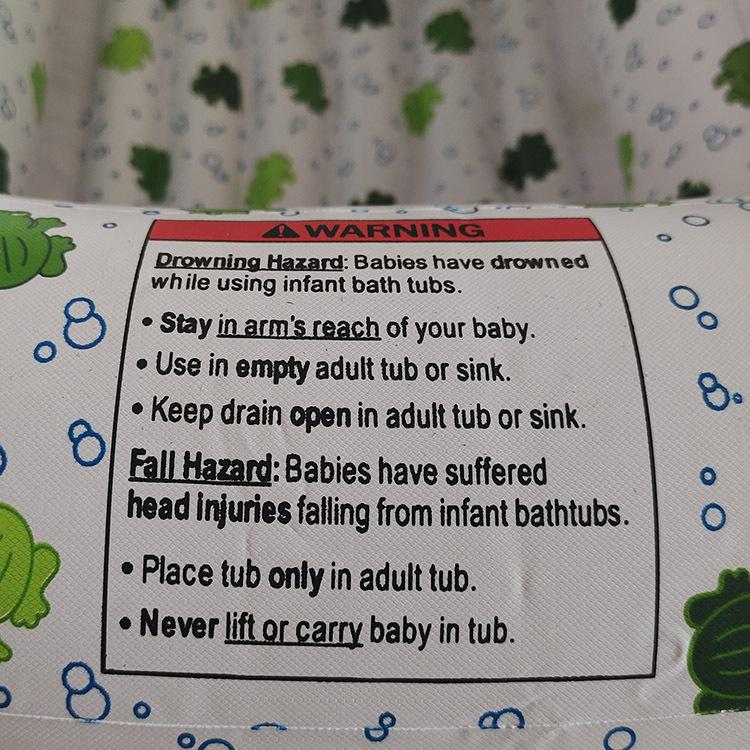 WARNING
Drowning Hazard: Babies have drowned
while using infant bath tubs.
• Stay in arm's reach of your baby.
• Use in empty adult tub or sink.
• Keep drain open in adult tub or sink.
Fall Hazard: Babies have suffered
head injuries falling from infant bathtubs.
• Place tub only in adult tub.
• Never lift or carry baby in tub.